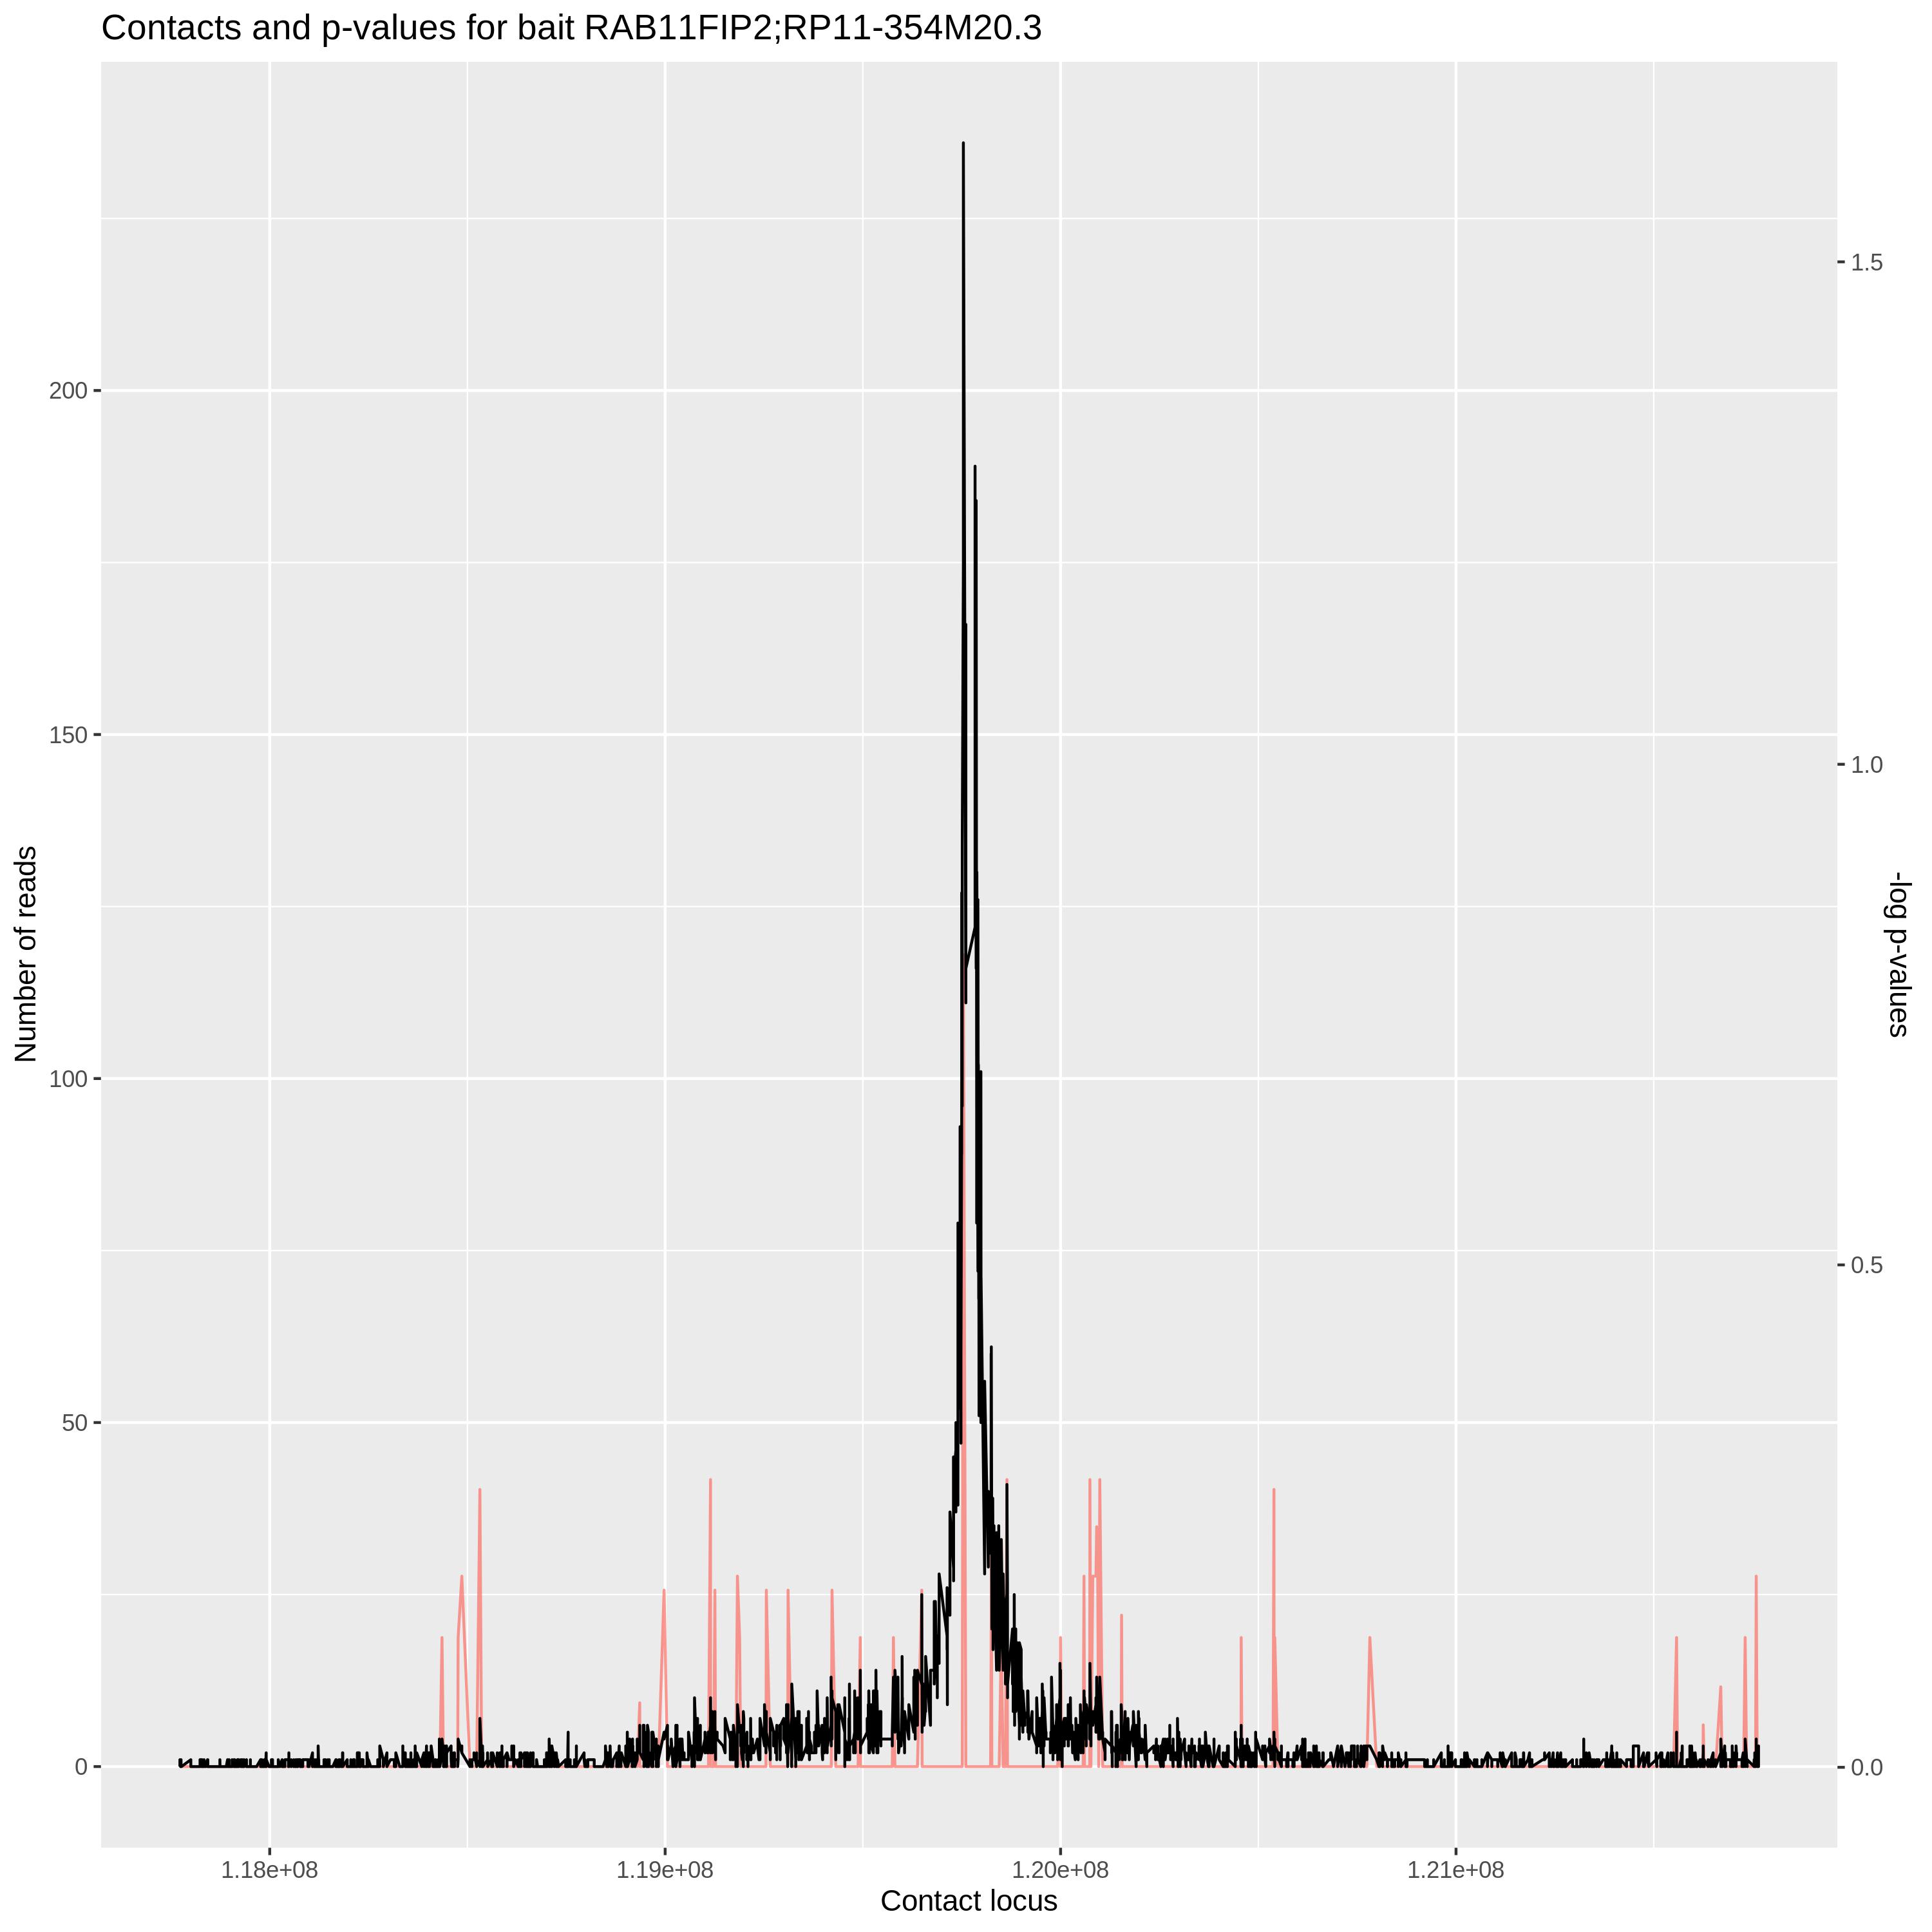 Contacts and p-values for bait RAB11FIP2;RP11-354M20.3
Number of reads
200
150
100
50
0
1.5
1.0
0.5
0.0
-log p-values
1.18e+08
1.19e+08
1.20e+08
1.21e+08
Contact locus